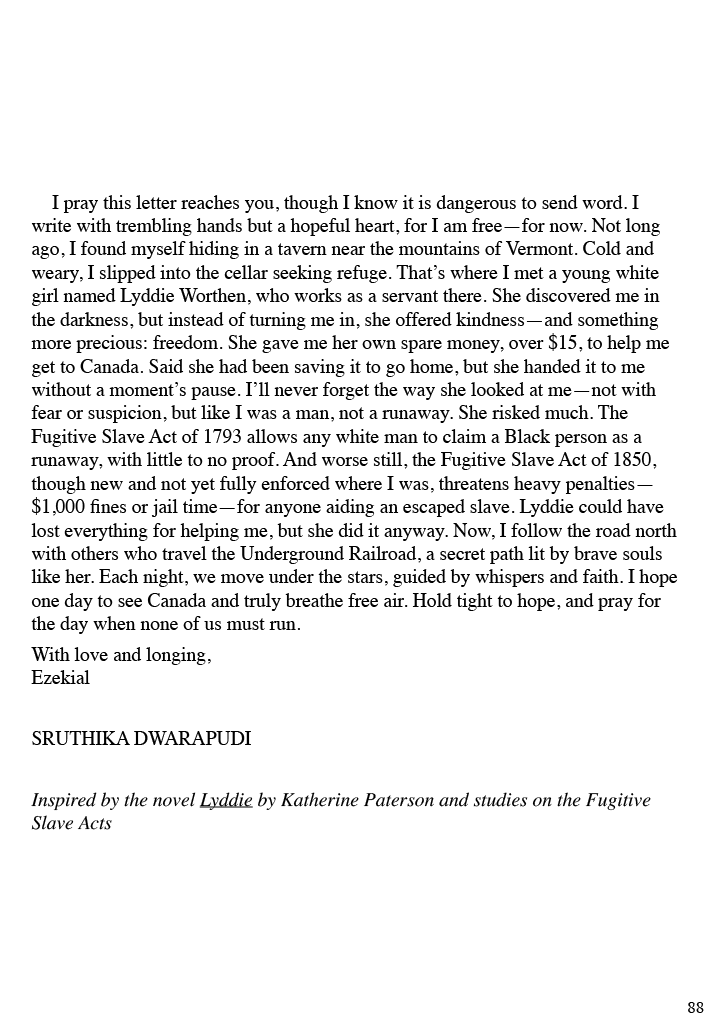 I pray this letter reaches you, though I know it is dangerous to send word. I
write with trembling hands but a hopeful heart, for I am free—for now. Not long
ago, I found myself hiding in a tavern near the mountains of Vermont. Cold and
weary, I slipped into the cellar seeking refuge. That’s where I met a young white
girl named Lyddie Worthen, who works as a servant there. She discovered me in
the darkness, but instead of turning me in, she offered kindness—and something
more precious: freedom. She gave me her own spare money, over $15, to help me
get to Canada. Said she had been saving it to go home, but she handed it to me
without a moment’s pause. I’ll never forget the way she looked at me—not with
fear or suspicion, but like I was a man, not a runaway. She risked much. The
Fugitive Slave Act of 1793 allows any white man to claim a Black person as a
runaway, with little to no proof. And worse still, the Fugitive Slave Act of 1850,
though new and not yet fully enforced where I was, threatens heavy penalties—
$1,000 fines or jail time—for anyone aiding an escaped slave. Lyddie could have
lost everything for helping me, but she did it anyway. Now, I follow the road north
with others who travel the Underground Railroad, a secret path lit by brave souls
like her. Each night, we move under the stars, guided by whispers and faith. I hope
one day to see Canada and truly breathe free air. Hold tight to hope, and pray for
the day when none of us must run.
With love and longing,
Ezekial
SRUTHIKA DWARAPUDI
Inspired by the novel Lyddie by Katherine Paterson and studies on the Fugitive
Slave Acts
88